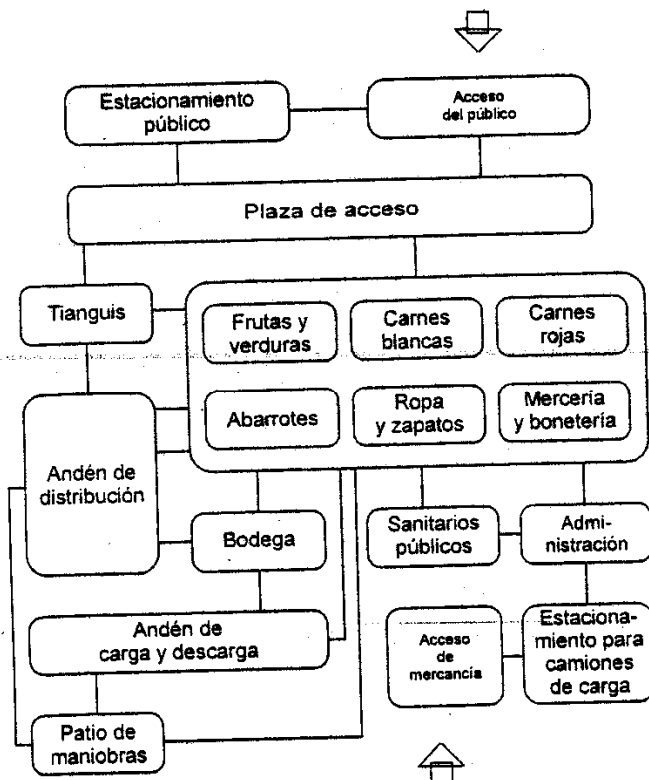 Estacionamiento
público
Acceso
del público
Plaza de acceso
Tianguis
Frutas y
verduras
Carnes
blancas
Carnes
rojas
Abarrotes
Ropa
y zapatos
Mercería
y bonetería
Andén de
distribución
Bodega
Sanitarios
públicos
Admi-
nistración
Andén de
carga y descarga
Acceso
de
mercancía
Estaciona-
miento para
camiones
de carga
Patio de
maniobras